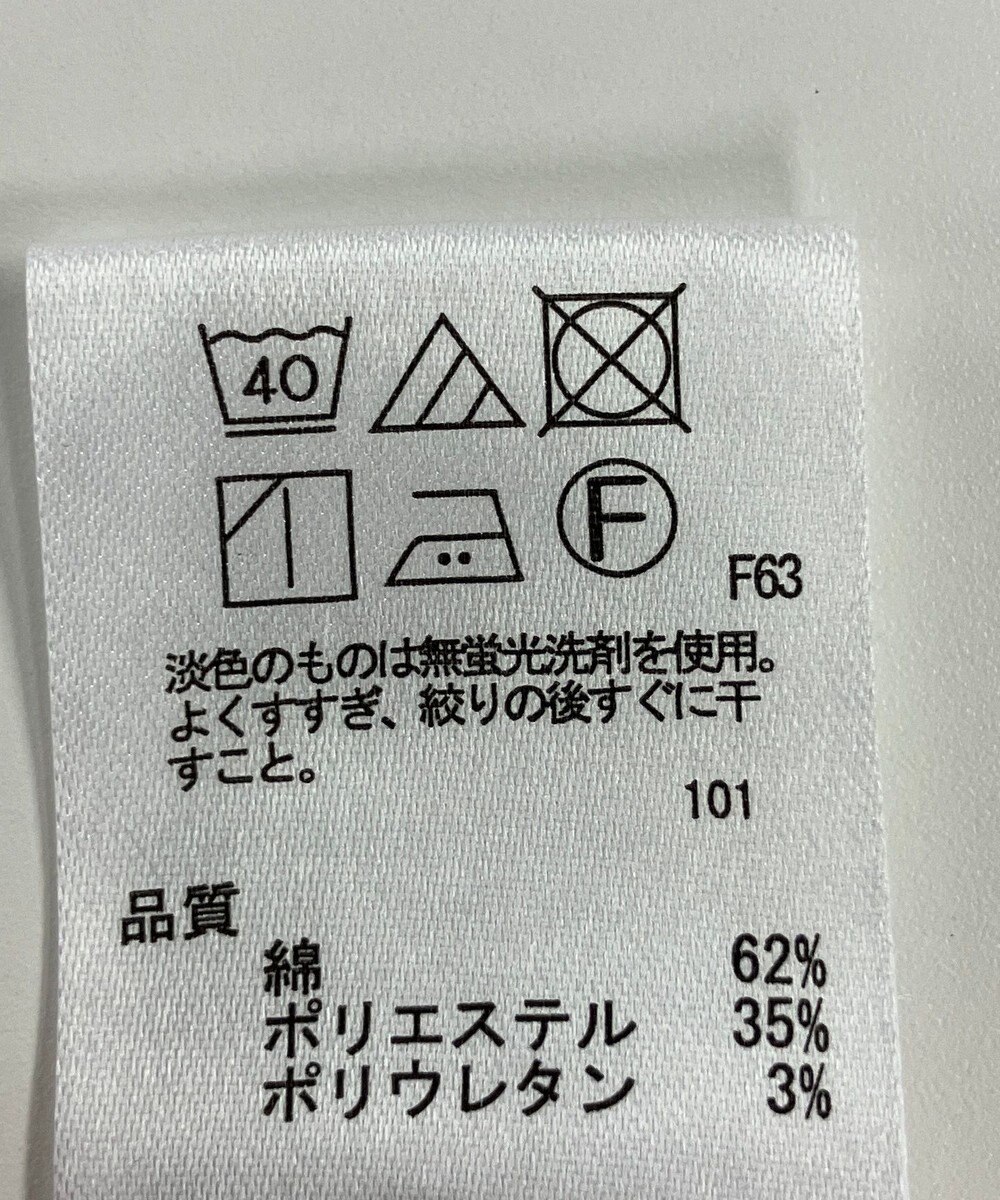 40
F
F63
淡色のものは無蛍光洗剤を使用。
よくすすぎ、絞りの後すぐに干
すこと。
101
品質
綿 62%
ポリエステル 35%
ポリウレタン 3%